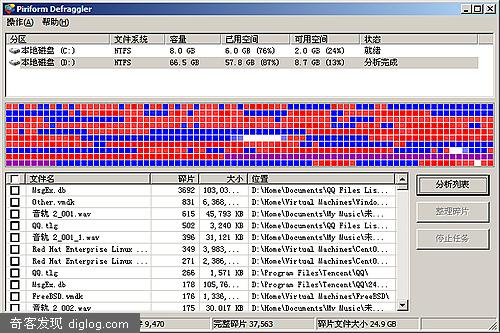 Piriform Defraggler
操作(A) 帮助(H)
分区 文件系统 容量 已用空间 可用空间 状态
本地磁盘 (C:) NTFS 8.0 GB 6.0 GB (76%) 2.0 GB (24%) 就绪
本地磁盘 (D:) NTFS 66.5 GB 57.8 GB (87%) 8.7 GB (13%) 分析完成
文件名 碎片 大小 位置
MsgEx.db 3692 103,03... D:\Home\Documents\QQ Files Lis...
Other.vmdk 831 6,368,... D:\Home\Virtual Machines\Windo...
音轨 2_001.wav 615 45,793 KB D:\Home\Documents\My Music\未...
QQ.tlg 502 3,240 KB D:\Home\Documents\QQ Files Lis...
音轨 2_001_1.wav 396 31,121 KB D:\Home\Documents\My Music\未...
Red Hat Enterprise Linux ... 349 3,983,... D:\Home\Virtual Machines\CentO...
Red Hat Enterprise Linux ... 271 2,386,... D:\Home\Virtual Machines\CentO...
QQ.tlg 266 1,571 KB D:\Program Files\Tencent\QQ\
MsgEx.db 178 105,76... D:\Program Files\Tencent\QQ\24...
FreeBSD.vmdk 176 1,336,... D:\Home\Virtual Machines\FreeBSD\
音轨 2_002.wav 175 30,017 KB D:\Home\Documents\My Music\未...
分析列表
整理碎片
停止任务
奇客发现 diglog.com
9,470 完整碎片 37,563 碎片文件大小 24.9 GB